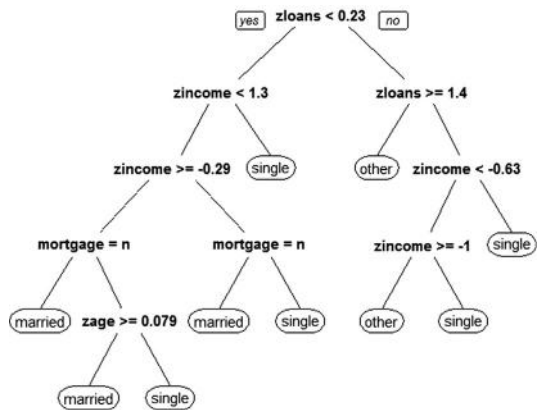 yes zloans < 0.23 no
zincome < 1.3 zloans >= 1.4
zincome >= -0.29 single other zincome < -0.63
mortgage = n mortgage = n zincome >= -1 single
married zage >= 0.079 married single other single
married single